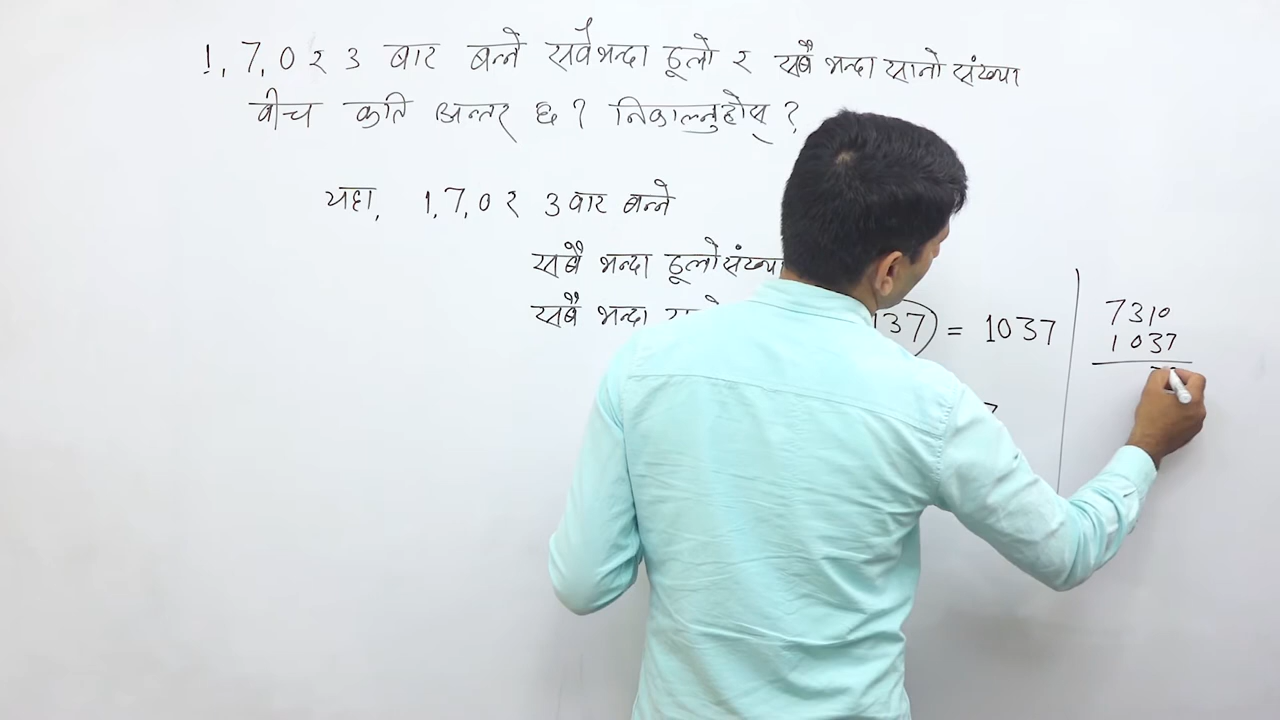 1, 7, 0 र 3 बाट बन्ने सबैभन्दा ठूलो र सबै भन्दा सानो संख्या
बीच कति अन्तर छ ? निकाल्नुहोस् ?
यहा, 1, 7, 0 र 3 बाट बन्ने
सबै भन्दा ठूलो संख्या
सबै भन्दा 137) = 1037
7310
1037